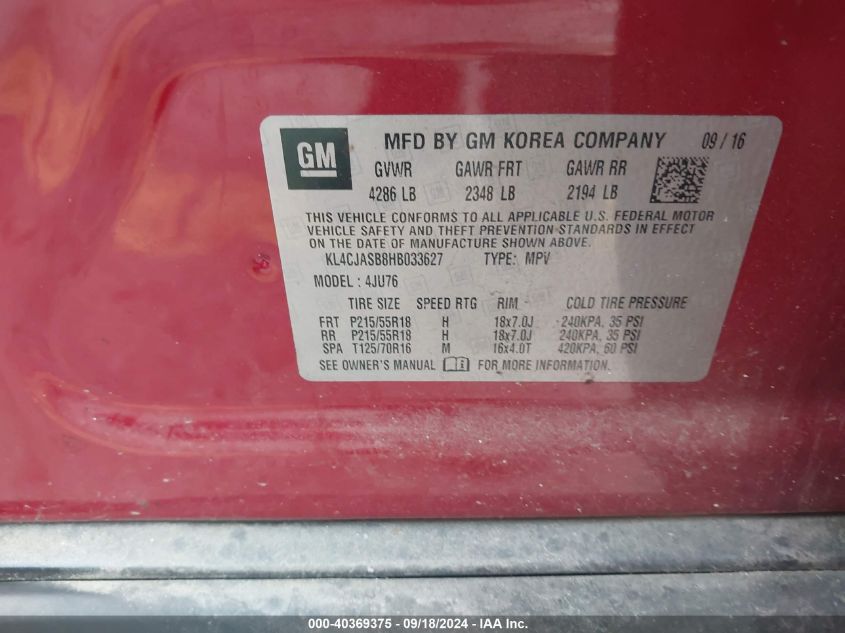 GM
MFD BY GM KOREA COMPANY 09/16
GVWR GAWR FRT GAWR RR
4286 LB 2348 LB 2194 LB
THIS VEHICLE CONFORMS TO ALL APPLICABLE U.S. FEDERAL MOTOR
VEHICLE SAFETY AND THEFT PREVENTION STANDARDS IN EFFECT
ON THE DATE OF MANUFACTURE SHOWN ABOVE.
KL4CJASB8HB033627 TYPE: MPV
MODEL : 4JU76
TIRE SIZE SPEED RTG RIM COLD TIRE PRESSURE
FRT P215/55R18 H 18x7.0J 240KPA, 35 PSI
RR P215/55R18 H 18x7.0J 240KPA, 35 PSI
SPA T125/70R16 M 16x4.0T 420KPA, 60 PSI
SEE OWNER'S MANUAL FOR MORE INFORMATION.
000-40369375 - 09/18/2024 - IAA Inc.